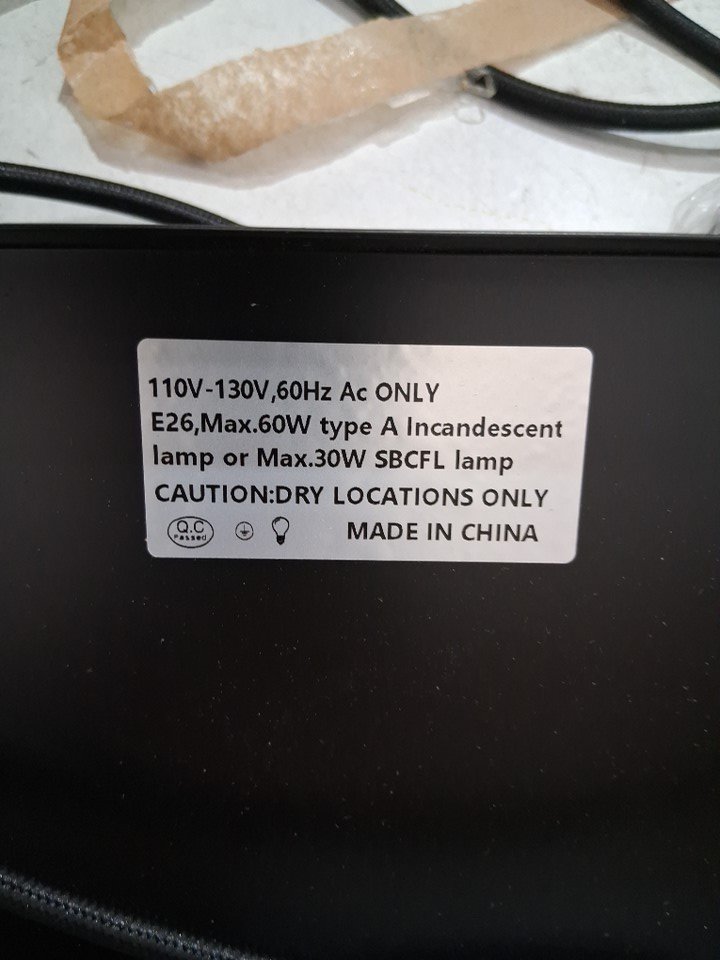 110V-130V,60Hz Ac ONLY
E26,Max.60W type A Incandescent
lamp or Max.30W SBCFL lamp
CAUTION:DRY LOCATIONS ONLY
Q.C
Passed
MADE IN CHINA